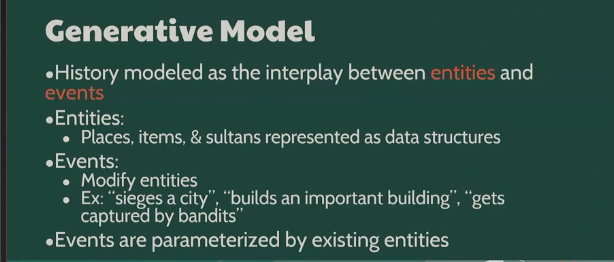 Generative Model
•History modeled as the interplay between entities and
events
•Entities:
• Places, items, & sultans represented as data structures
•Events:
• Modify entities
• Ex: “sieges a city”, “builds an important building”, “gets
captured by bandits”
•Events are parameterized by existing entities